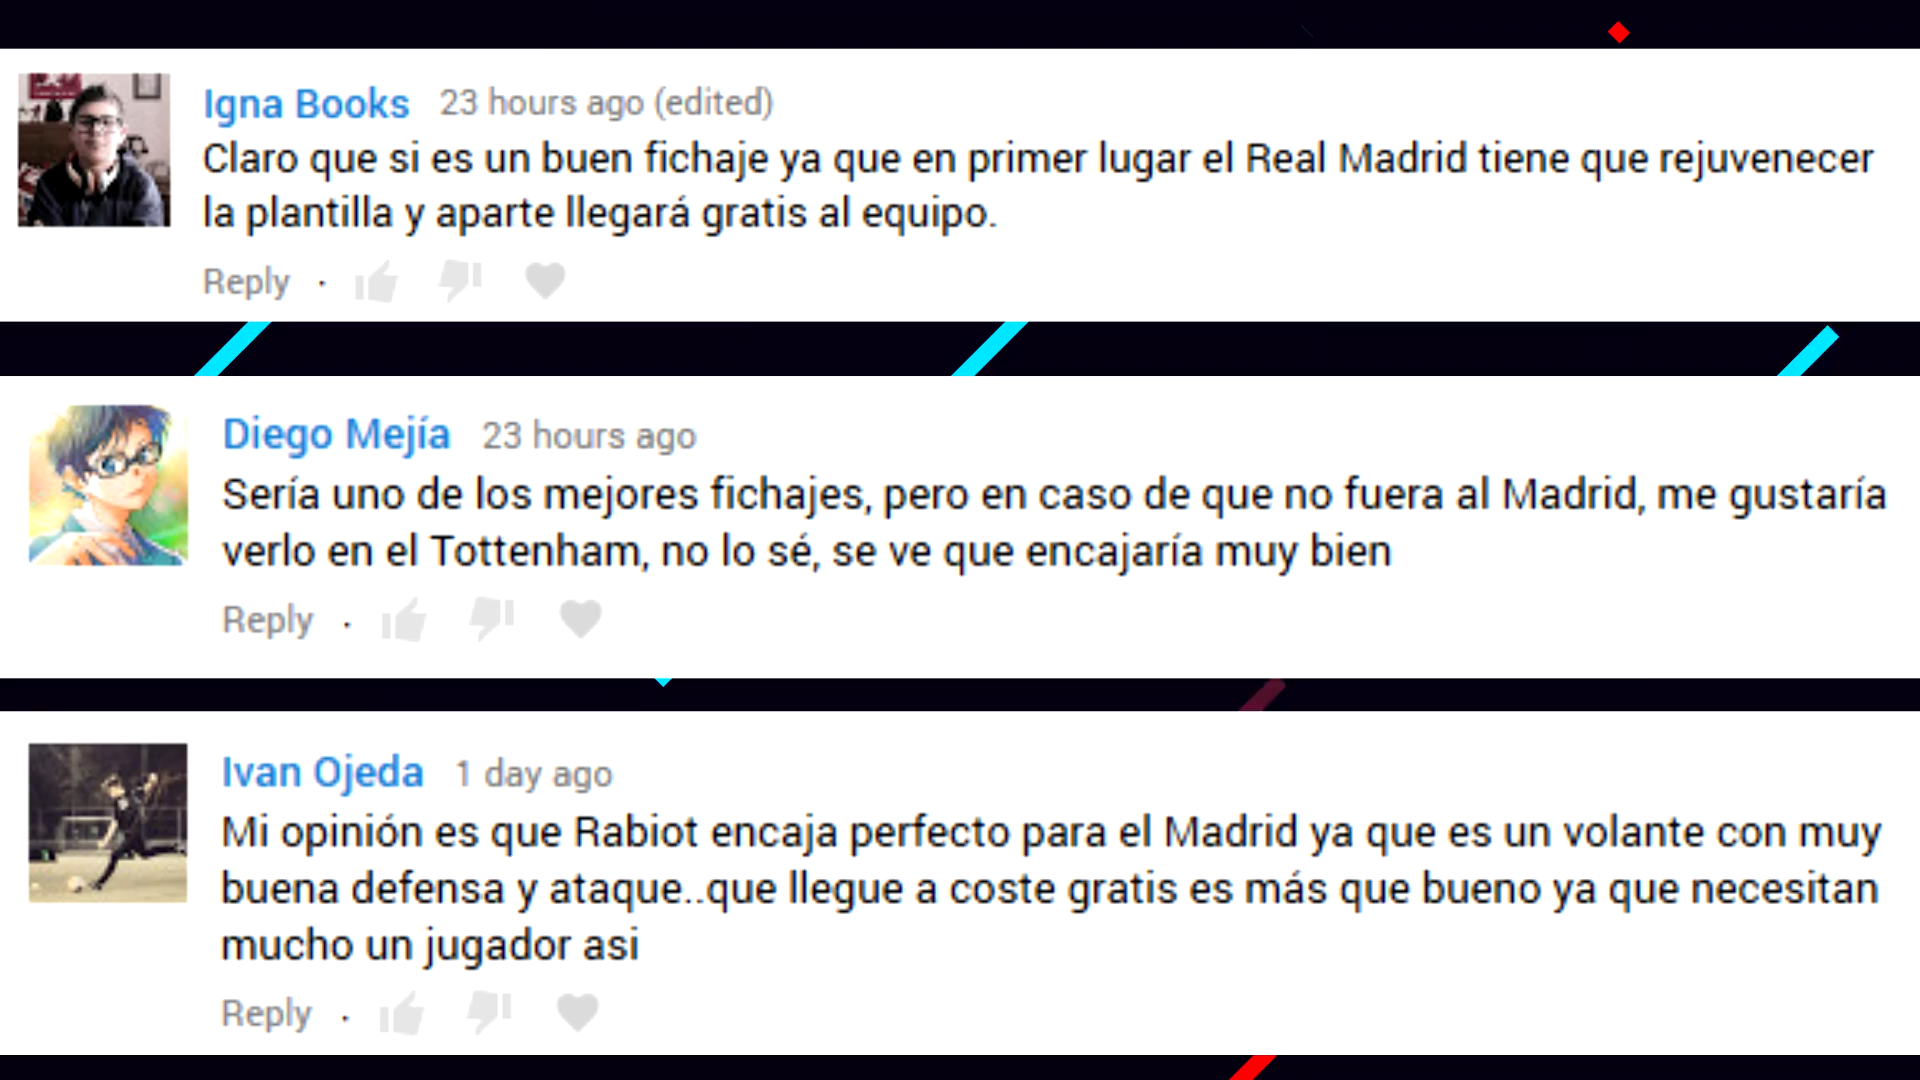 Igna Books 23 hours ago (edited)
Claro que si es un buen fichaje ya que en primer lugar el Real Madrid tiene que rejuvenecer
la plantilla y aparte llegará gratis al equipo.
Reply ·
Diego Mejía 23 hours ago
Sería uno de los mejores fichajes, pero en caso de que no fuera al Madrid, me gustaría
verlo en el Tottenham, no lo sé, se ve que encajaría muy bien
Reply ·
Ivan Ojeda 1 day ago
Mi opinión es que Rabiot encaja perfecto para el Madrid ya que es un volante con muy
buena defensa y ataque..que llegue a coste gratis es más que bueno ya que necesitan
mucho un jugador asi
Reply ·